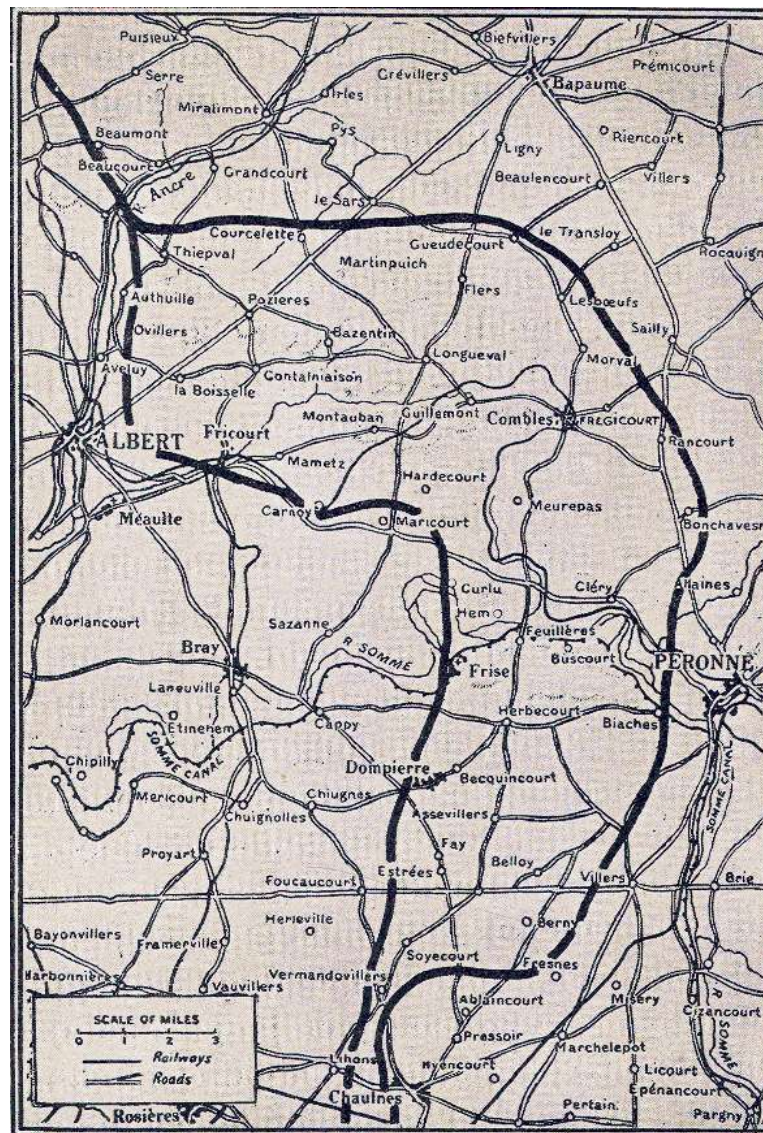 Puisieux
Biefvillers
Prémicourt
Serre
Grévillers
Bapaume
Irles
Miratimont
Beaumont
Pys
Riencourt
Ligny
Beaucourt
Grandcourt
Beaulencourt
Villers
R. Ancre
le Sars
Courcelette
Gueudecourt
le Transloy
Rocquign
Thiepval
Martinpuich
Authuille
Flers
Lesbœufs
Pozieres
Ovillers
Bazentin
Sailly
Aveluy
Longueval
Morval
la Boisselle
Contalmaison
Montauban
Guillemont
Combles
FREGICOURT
ALBERT
Fricourt
Rancourt
Mametz
Hardecourt
Carnoy
Maricourt
Meurepas
Méaulte
Bonchavesn
Curlu
Cléry
Allaines
Hem
Morlancourt
Sazanne
Feuillères
R SOMME
Bray
Frise
Buscourt
PÉRONNE
Laneuville
Cappy
Herbecourt
Biaches
Etinehem
SOMME CANAL
Chipilly
Dompierre
Becquincourt
SOMME CANAL
Mericourt
Chuignes
Chuignolles
Assevillers
Proyart
Fay
Belloy
Estrées
Foucaucourt
Villers
Brie
Herleville
Berny
Bayonvillers
Framerville
Soyecourt
Fresnes
Harbonnières
Vauvillers
Vermandovillers
Ablaincourt
Misery
Cizancourt
R SOMME
SCALE OF MILES
0 1 2 3
Railways
Roads
Pressoir
Marchelepot
Lihons
Hyencourt
Licourt
Epénancourt
Chaulnes
Rosières
Pertain
Pargny